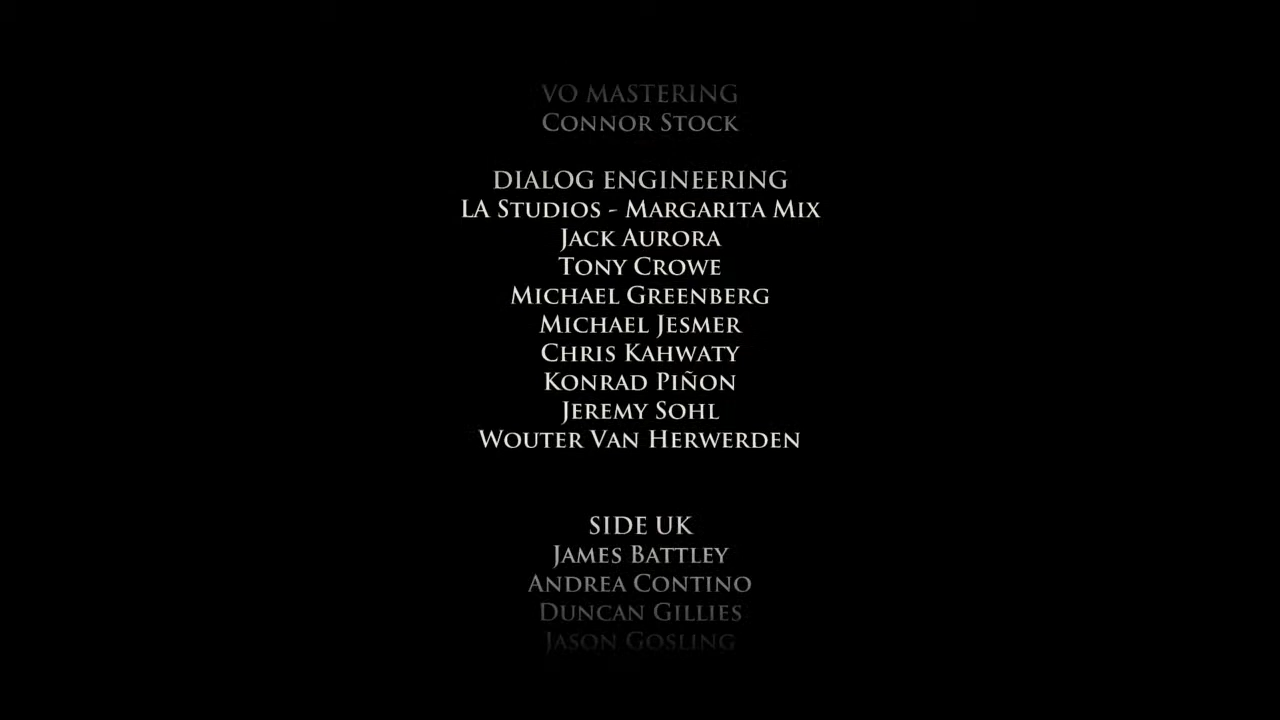 VO MASTERING
CONNOR STOCK
DIALOG ENGINEERING
LA STUDIOS - MARGARITA MIX
JACK AURORA
TONY CROWE
MICHAEL GREENBERG
MICHAEL JESMER
CHRIS KAHWATY
KONRAD PIÑON
JEREMY SOHL
WOUTER VAN HERWERDEN
SIDE UK
JAMES BATTLEY
ANDREA CONTINO
DUNCAN GILLIES
JASON GOSLING